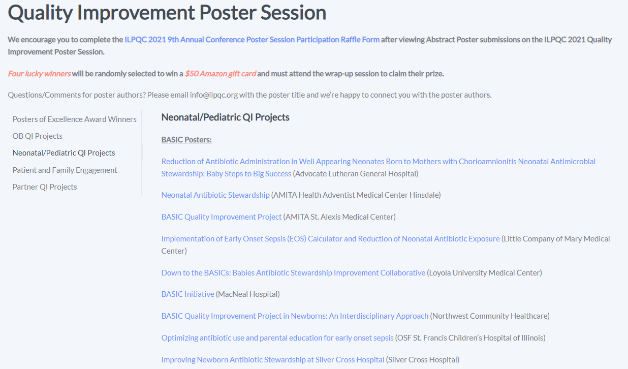 Quality Improvement Poster Session
We encourage you to complete the ILPQC 2021 9th Annual Conference Poster Session Participation Raffle Form after viewing Abstract Poster submissions on the ILPQC 2021 Quality
Improvement Poster Session.
Four lucky winners will be randomly selected to win a $50 Amazon gift card and must attend the wrap-up session to claim their prize.
Questions/Comments for poster authors? Please email info@ilpqc.org with the poster title and we're happy to connect you with the poster authors.
Posters of Excellence Award Winners
OB QI Projects
Neonatal/Pediatric QI Projects
Patient and Family Engagement
Partner QI Projects
Neonatal/Pediatric QI Projects
BASIC Posters:
Reduction of Antibiotic Administration in Well Appearing Neonates Born to Mothers with Chorioamnionitis Neonatal Antimicrobial
Stewardship: Baby Steps to Big Success (Advocate Lutheran General Hospital)
Neonatal Antibiotic Stewardship (AMITA Health Adventist Medical Center Hinsdale)
BASIC Quality Improvement Project (AMITA St. Alexis Medical Center)
Implementation of Early Onset Sepsis (EOS) Calculator and Reduction of Neonatal Antibiotic Exposure (Little Company of Mary Medical
Center)
Down to the BASICs: Babies Antibiotic Stewardship Improvement Collaborative (Loyola University Medical Center)
BASIC Initiative (MacNeal Hospital)
BASIC Quality Improvement Project in Newborns: An Interdisciplinary Approach (Northwest Community Healthcare)
Optimizing antibiotic use and parental education for early onset sepsis (OSF St. Francis Children's Hospital of Illinois)
Improving Newborn Antibiotic Stewardship at Silver Cross Hospital (Silver Cross Hospital)